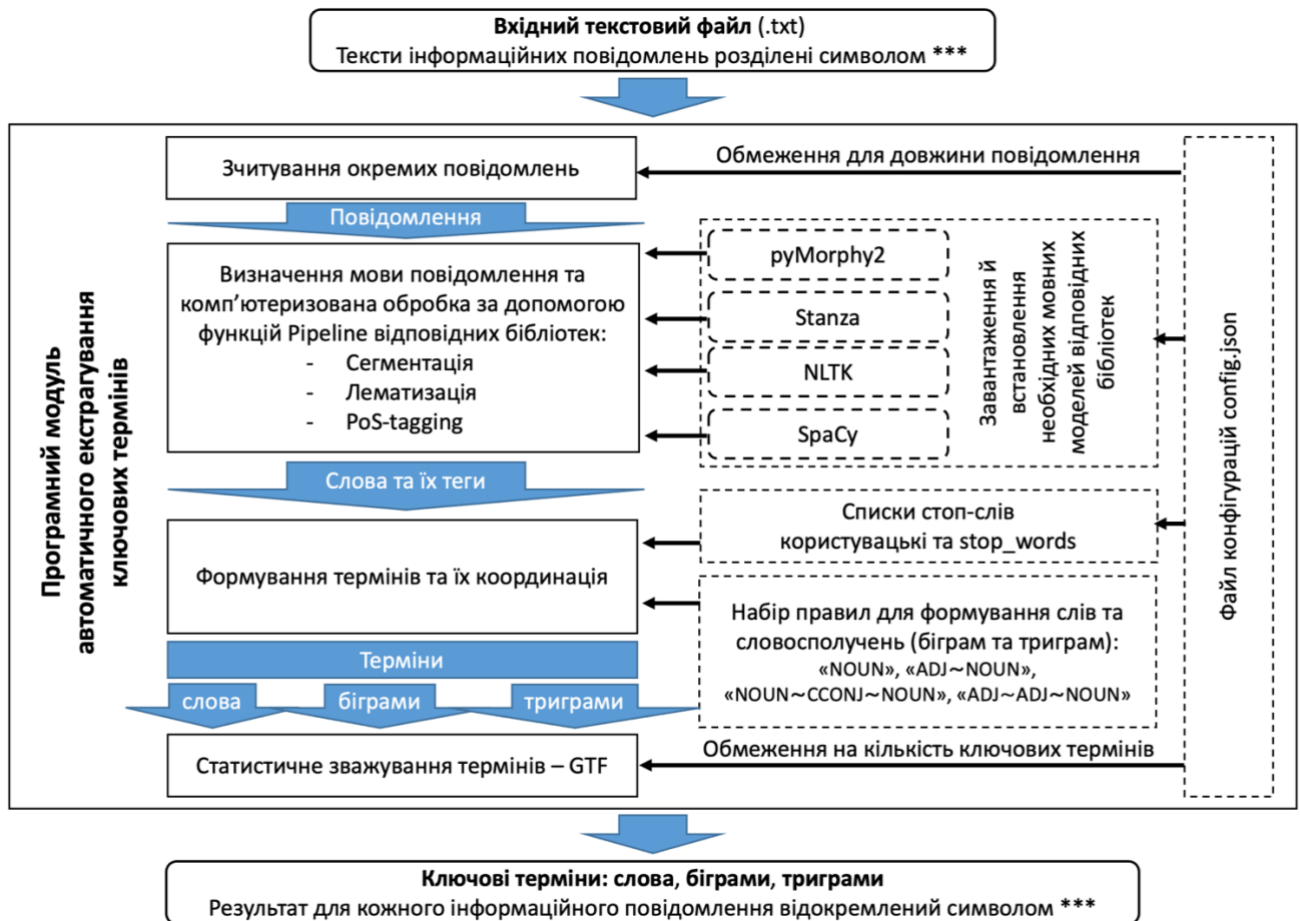 Вхідний текстовий файл (.txt)
Тексти інформаційних повідомлень розділені символом ***
Програмний модуль
автоматичного екстрагування
ключових термінів
Зчитування окремих повідомлень
Обмеження для довжини повідомлення
Повідомлення
Визначення мови повідомлення та
комп’ютеризована обробка за допомогою
функцій Pipeline відповідних бібліотек:
- Сегментація
- Лематизація
- PoS-tagging
pyMorphy2
Stanza
NLTK
SpaCy
Завантаження й
встановлення
необхідних мовних
моделей відповідних
бібліотек
Файл конфігурацій config.json
Слова та їх теги
Формування термінів та їх координація
Списки стоп-слів
користувацькі та stop_words
Набір правил для формування слів та
словосполучень (біграм та триграм):
«NOUN», «ADJ~NOUN»,
«NOUN~CCONJ~NOUN», «ADJ~ADJ~NOUN»
Терміни
слова
біграми
триграми
Статистичне зважування термінів – GTF
Обмеження на кількість ключових термінів
Ключові терміни: слова, біграми, триграми
Результат для кожного інформаційного повідомлення відокремлений символом ***